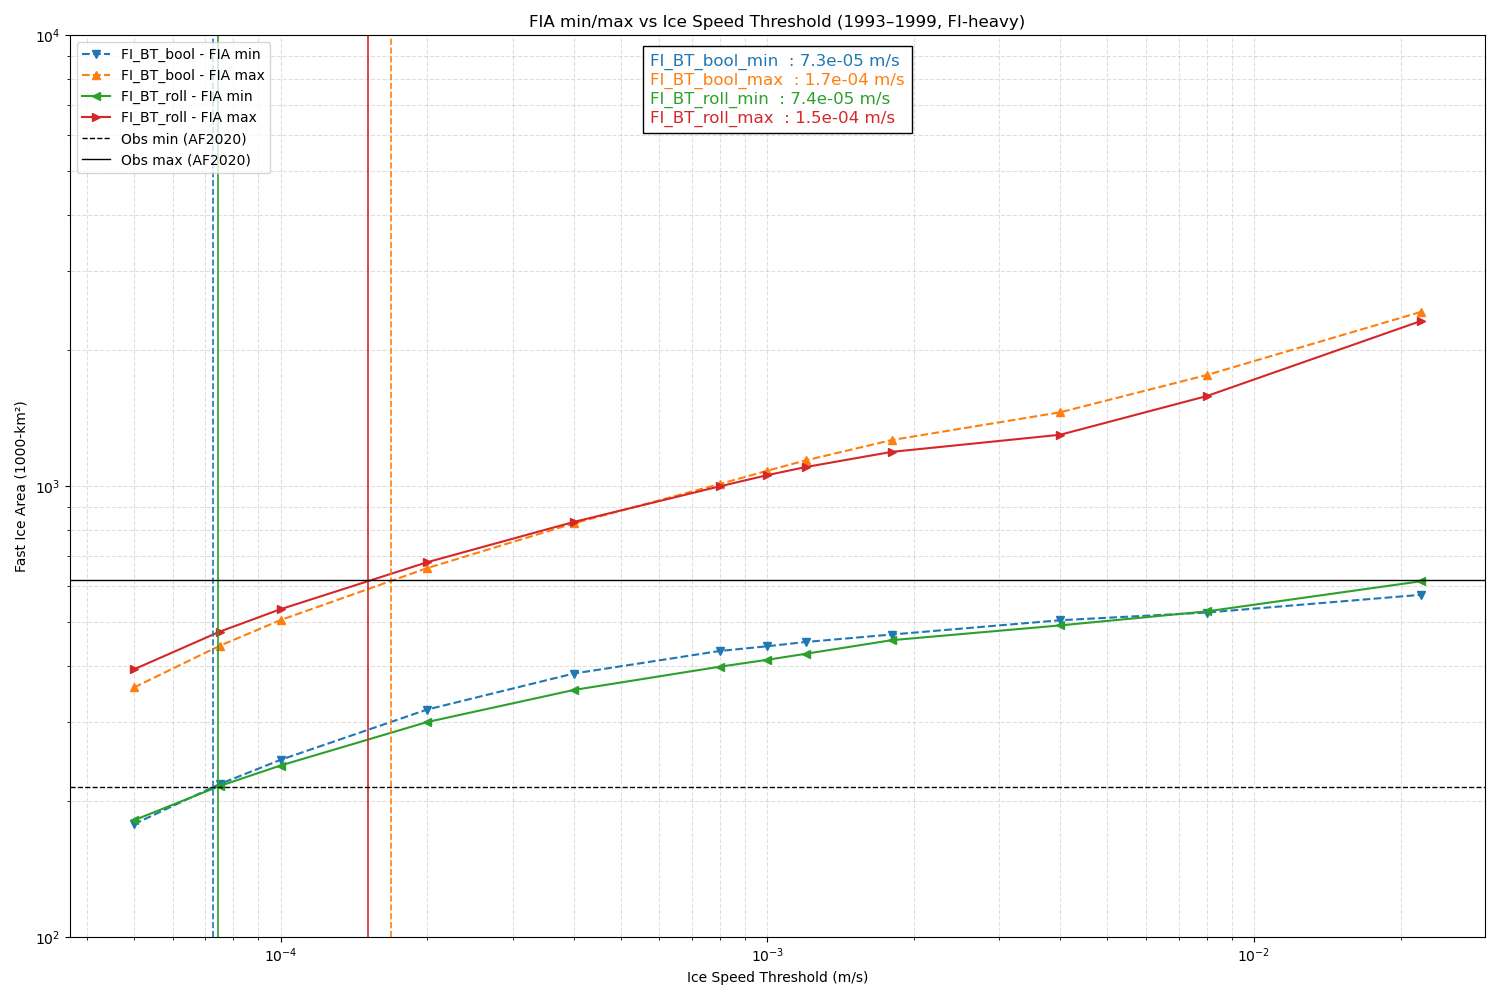 FIA min/max vs Ice Speed Threshold (1993–1999, FI-heavy)
FI_BT_bool - FIA min
FI_BT_bool - FIA max
FI_BT_roll - FIA min
FI_BT_roll - FIA max
Obs min (AF2020)
Obs max (AF2020)
FI_BT_bool_min : 7.3e-05 m/s
FI_BT_bool_max : 1.7e-04 m/s
FI_BT_roll_min : 7.4e-05 m/s
FI_BT_roll_max : 1.5e-04 m/s
Fast Ice Area (1000-km²)
10⁴
10³
10²
10⁻⁴
10⁻³
10⁻²
Ice Speed Threshold (m/s)